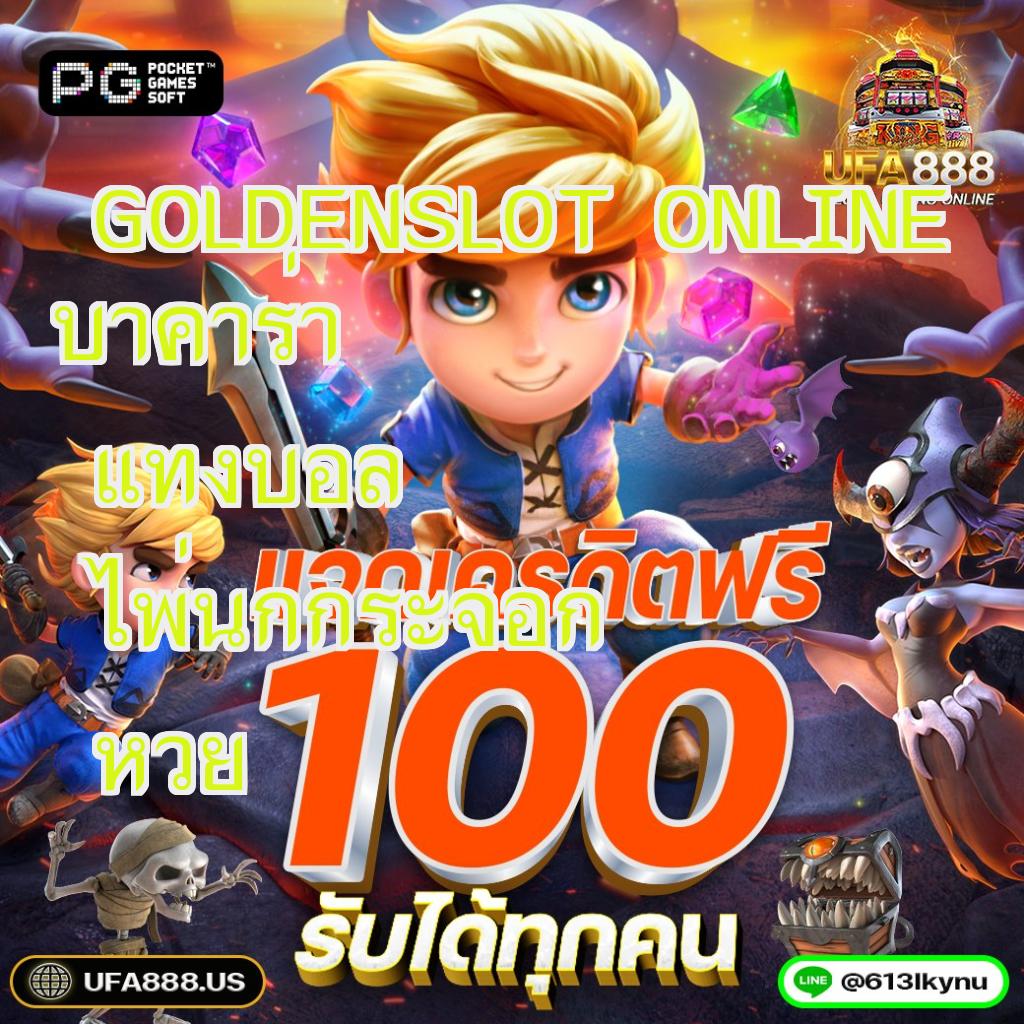 PG POCKET™
GAMES
SOFT
UFA888
ONLINE
GOLDENSLOT ONLINE
บาคาร่า
แทงบอล
แจกเครดิตฟรี
ไพ่นกกระจอก
100
หวย
รับได้ทุกคน
UFA888.US
LINE @613lkynu